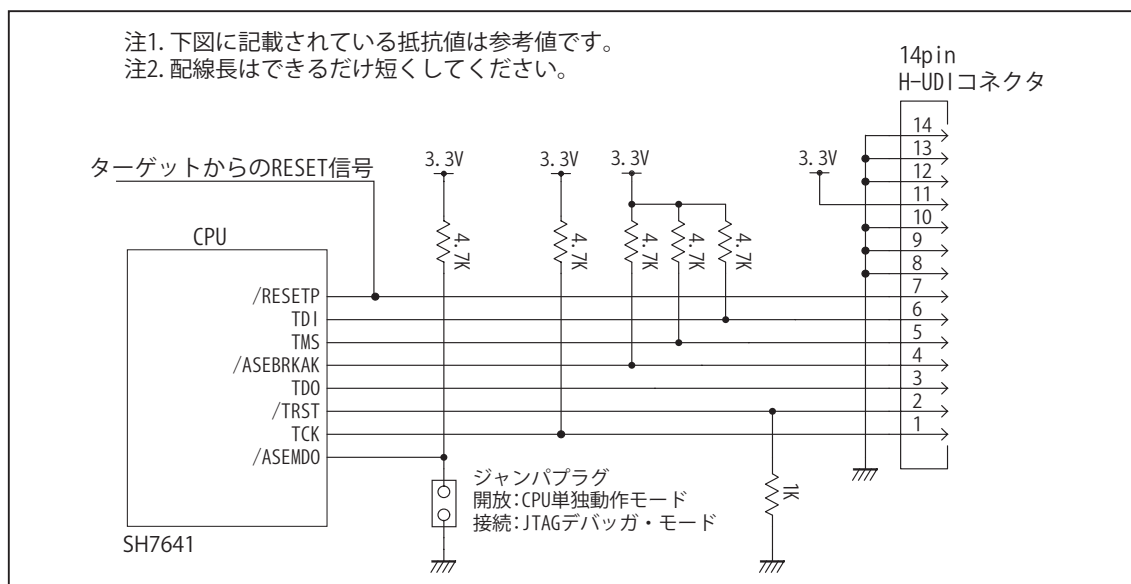 注1. 下図に記載されている抵抗値は参考値です。
注2. 配線長はできるだけ短くしてください。
14pin
H-UDIコネクタ
ターゲットからのRESET信号
3.3V
3.3V
3.3V
3.3V
4.7K
4.7K
4.7K
4.7K
4.7K
14
13
12
11
10
9
8
7
6
5
4
3
2
1
CPU
/RESETP
TDI
TMS
/ASEBRKAK
TDO
/TRST
TCK
/ASEMDO
SH7641
ジャンパプラグ
開放:CPU単独動作モード
接続:JTAGデバッガ・モード
1K